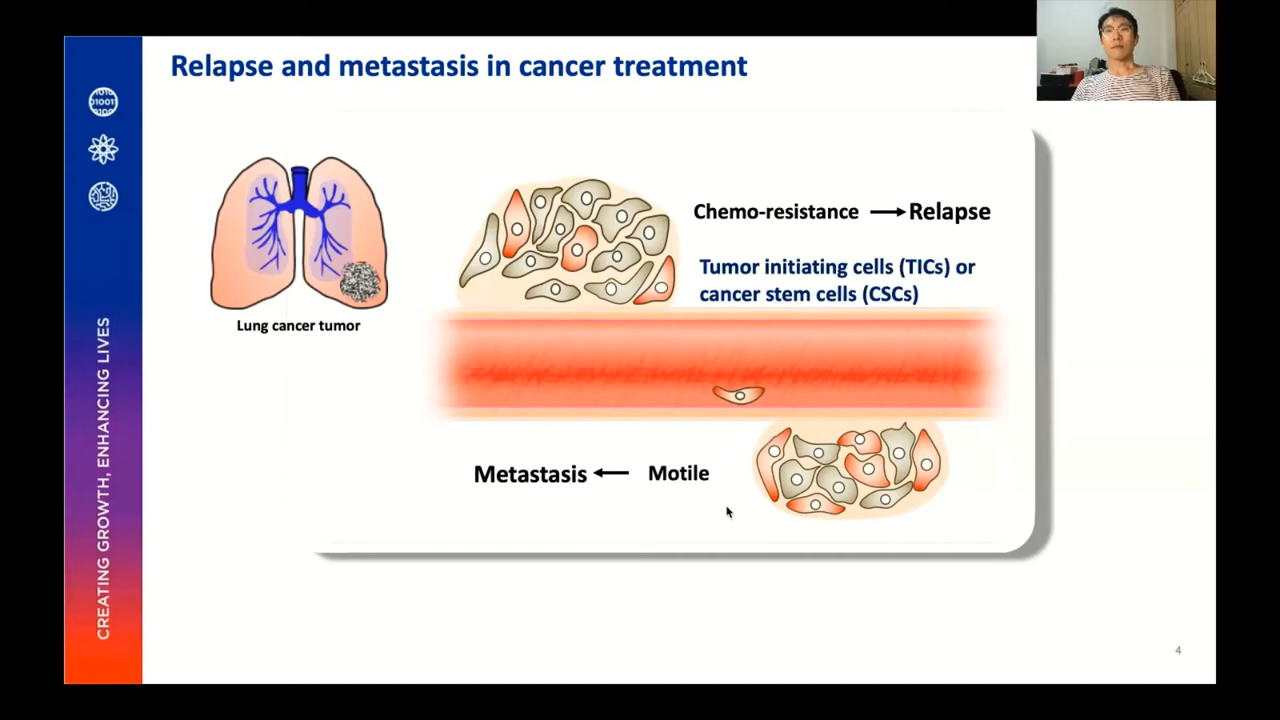 Relapse and metastasis in cancer treatment
CREATING GROWTH, ENHANCING LIVES
Lung cancer tumor
Chemo-resistance
Relapse
Tumor initiating cells (TICs) or
cancer stem cells (CSCs)
Metastasis
Motile
4